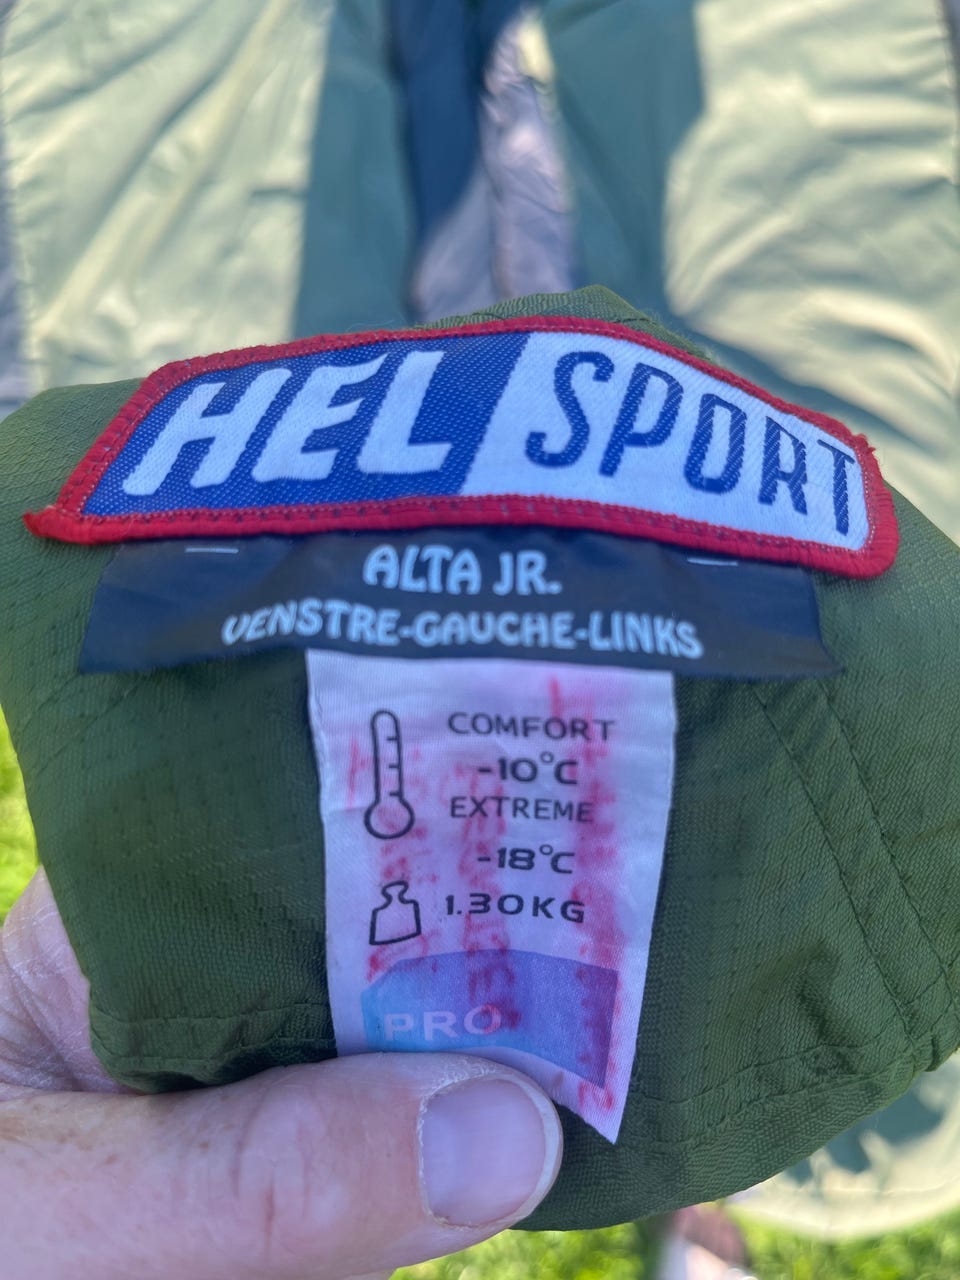 HEL SPORT
ALTA JR.
VENSTRE-GAUCHE-LINKS
COMFORT
-10°C
EXTREME
-18°C
1.30KG
PRO